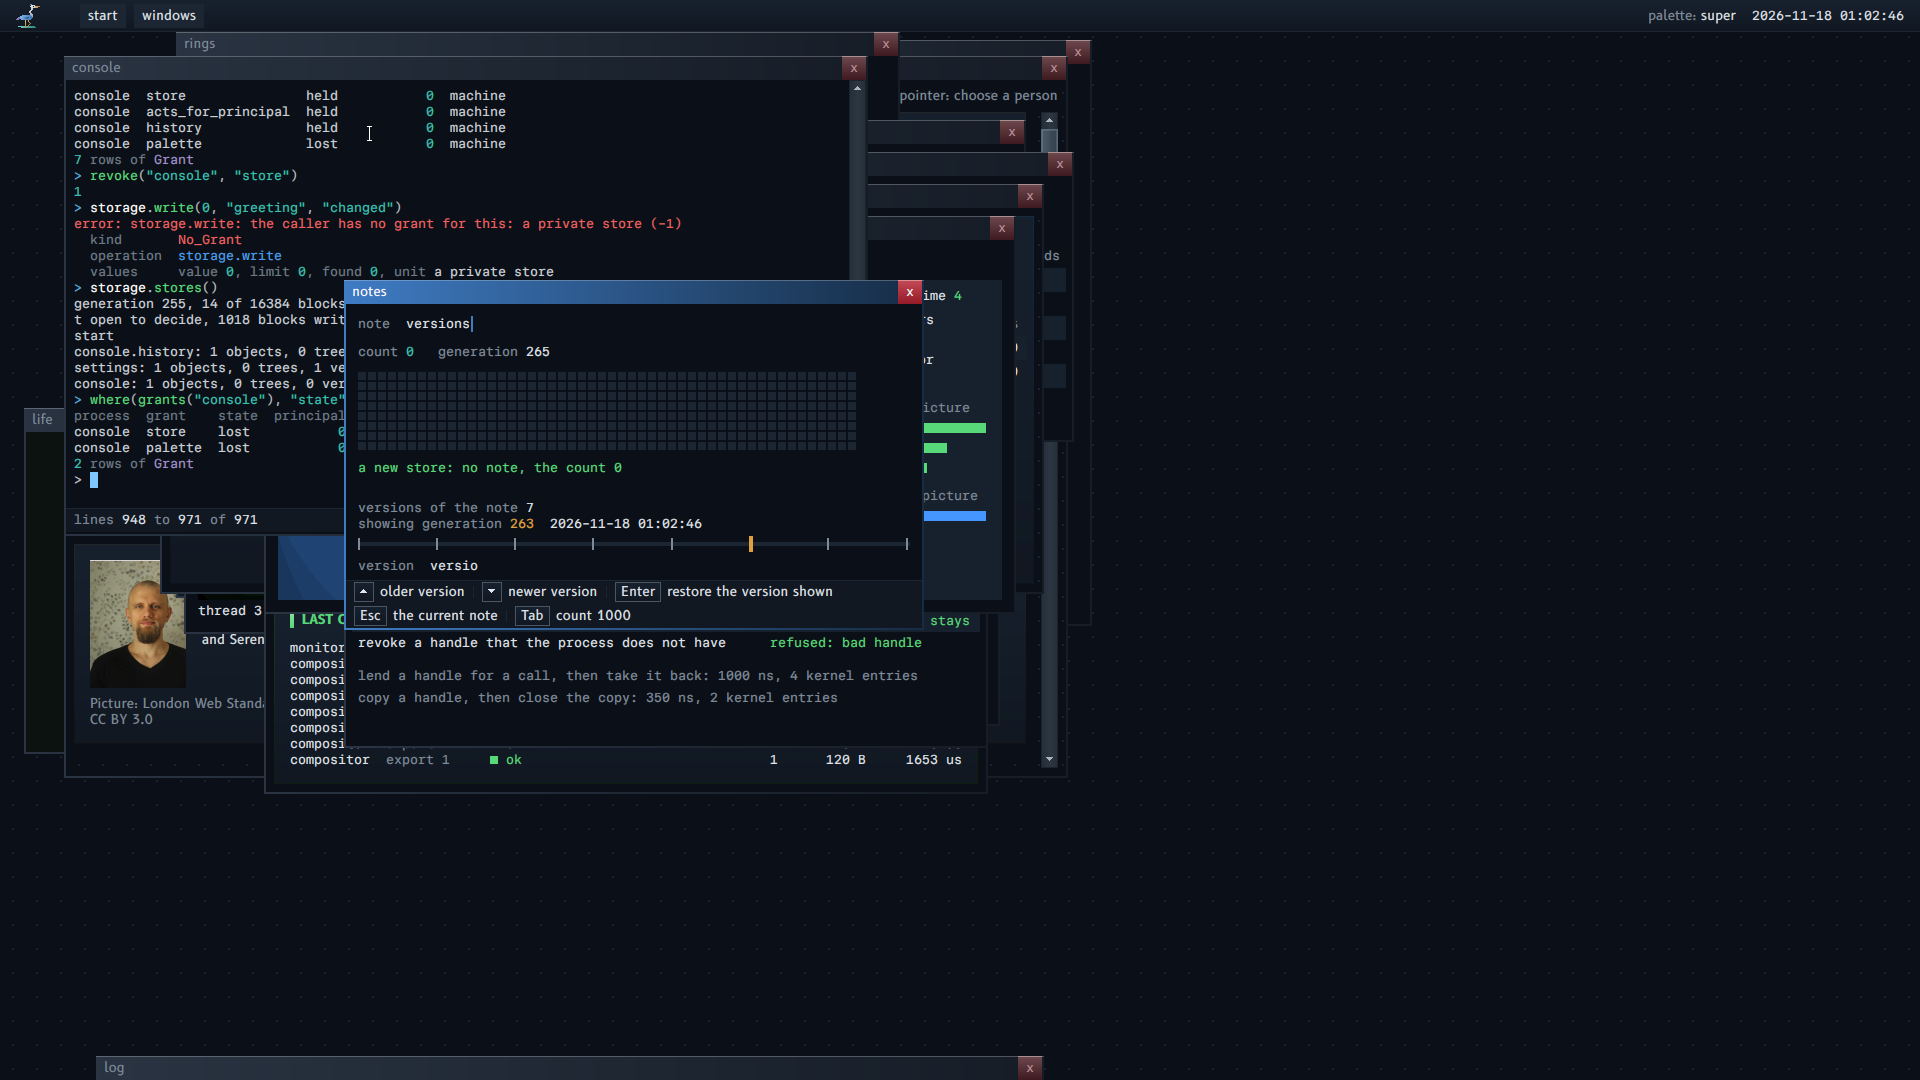 start windows palette: super 2026-11-18 01:02:46
rings x
x
console x
x
console store held 0 machine
pointer: choose a person
console acts_for_principal held 0 machine
console history held 0 machine
x
console palette lost 0 machine
7 rows of Grant
x
> revoke("console", "store")
1
x
> storage.write(0, "greeting", "changed")
error: storage.write: the caller has no grant for this: a private store (-1)
x
kind No_Grant
operation storage.write
ds
values value 0, limit 0, found 0, unit a private store
> storage.stores()
generation 255, 14 of 16384 blocks
t open to decide, 1018 blocks writ
start
console.history: 1 objects, 0 tree
settings: 1 objects, 0 trees, 1 ve
console: 1 objects, 0 trees, 0 ver
> where(grants("console"), "state"
process grant state principal
console store lost 0
console palette lost 0
2 rows of Grant
>
lines 948 to 971 of 971
life
notes x
note versions
count 0 generation 265
a new store: no note, the count 0
versions of the note 7
showing generation 263 2026-11-18 01:02:46
version versio
older version newer version Enter restore the version shown
Esc the current note Tab count 1000
ime 4
icture
picture
thread 3
and Seren
Picture: London Web Standa
CC BY 3.0
LAST C
stays
revoke a handle that the process does not have refused: bad handle
lend a handle for a call, then take it back: 1000 ns, 4 kernel entries
copy a handle, then close the copy: 350 ns, 2 kernel entries
monitor
composi
composi
composi
composi
composi
composi
compositor export 1 ok 1 120 B 1653 us
log x